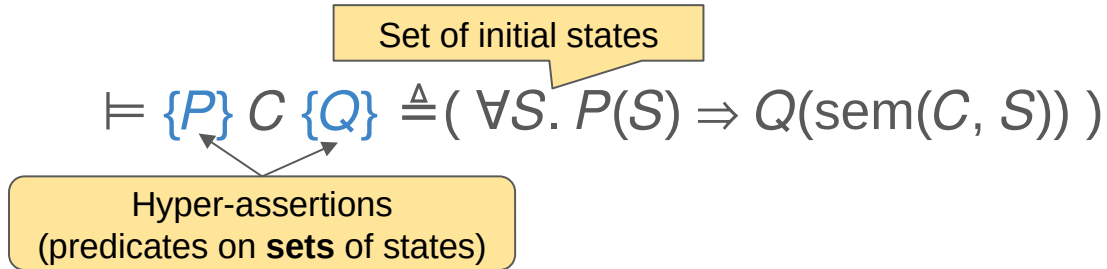 Set of initial states
⊨ {P} C {Q} ≜ ( ∀S. P(S) ⇒ Q(sem(C, S)) )
Hyper-assertions
(predicates on sets of states)